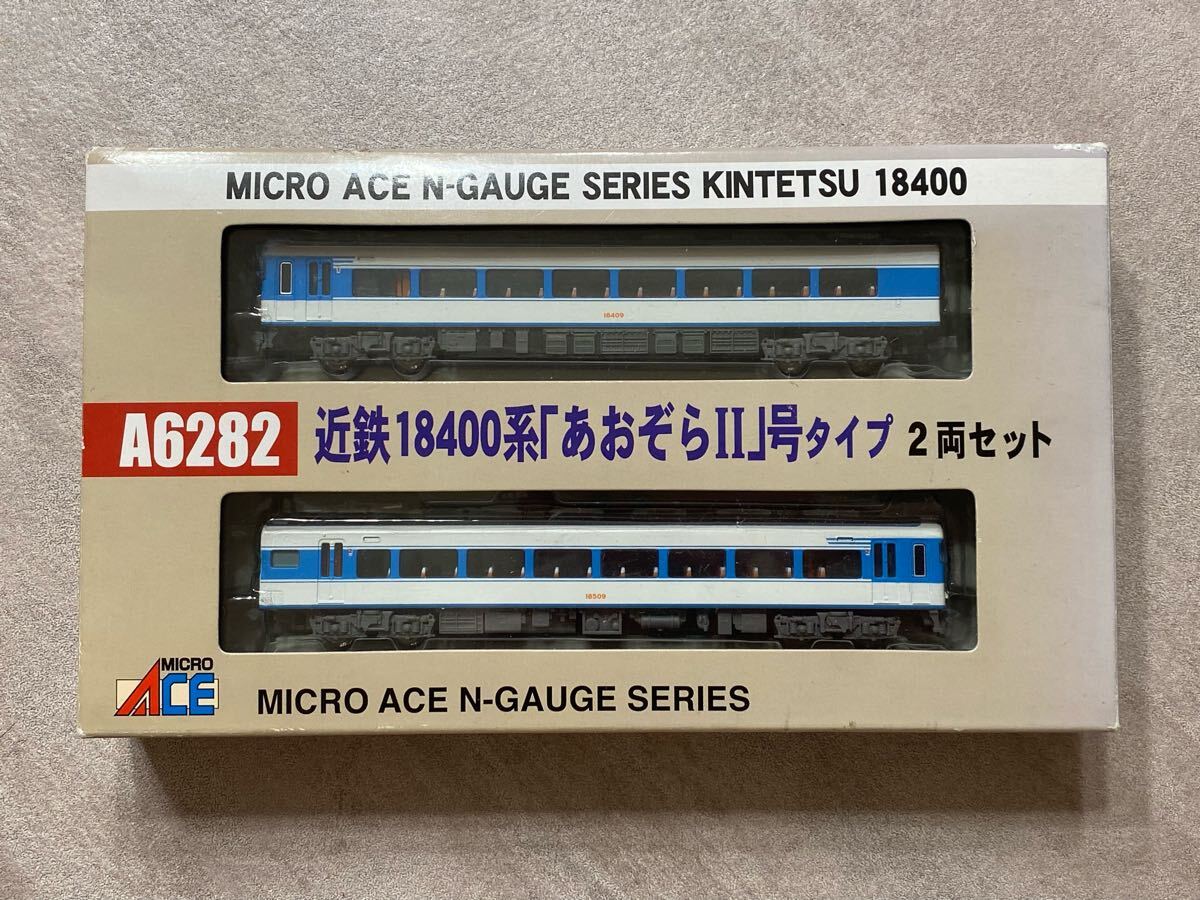 MICRO ACE N-GAUGE SERIES KINTETSU 18400
18409
A6282 近鉄18400系「あおぞらII」号タイプ 2両セット
18509
MICRO
ACE
MICRO ACE N-GAUGE SERIES